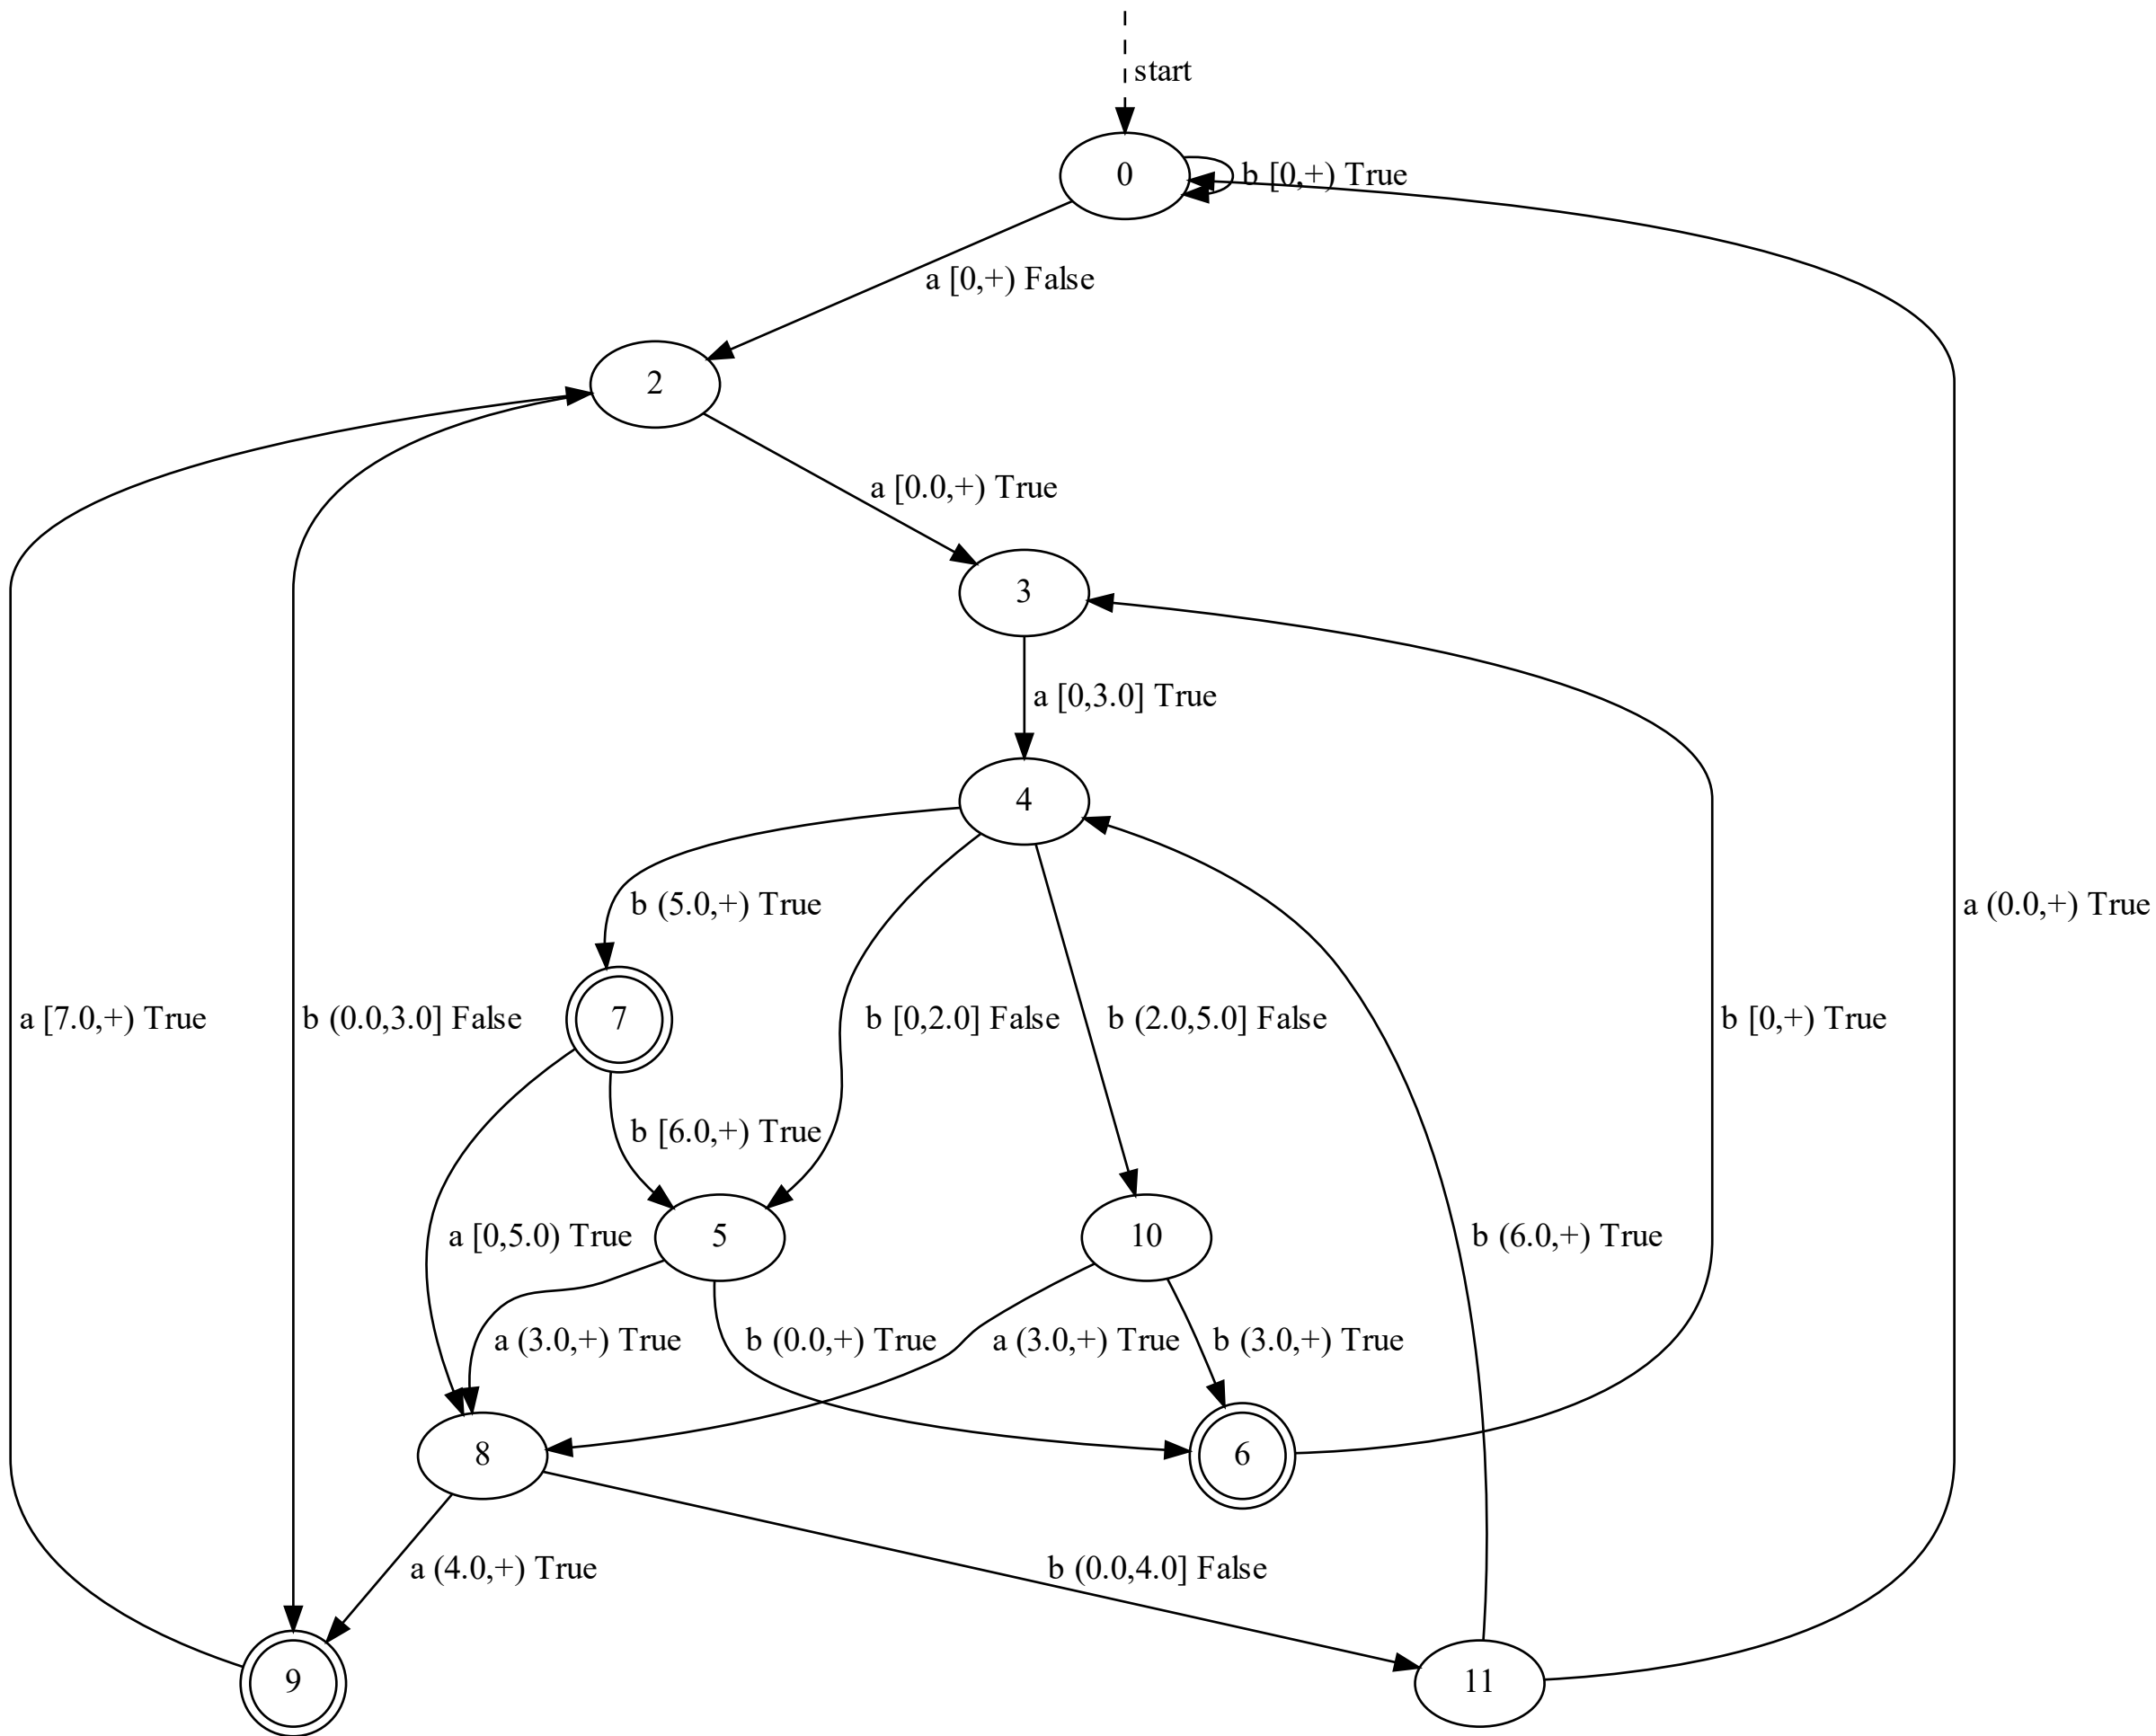 start
0
b [0,+) True
a [0,+) False
2
a [0.0,+) True
3
a [0,3.0] True
4
b (5.0,+) True
a (0.0,+) True
7
a [7.0,+) True
b (0.0,3.0] False
b [0,2.0] False
b (2.0,5.0] False
b [0,+) True
b [6.0,+) True
5
10
a [0,5.0) True
b (6.0,+) True
a (3.0,+) True
b (0.0,+) True
a (3.0,+) True
b (3.0,+) True
8
6
a (4.0,+) True
b (0.0,4.0] False
9
11